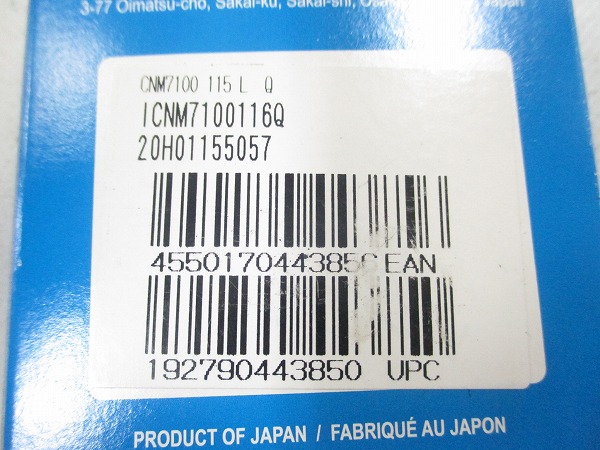 3-77 Oimatsu-cho, Sakai-ku, Sakai-shi, Japan
CNM7100 115 L Q
ICNM7100116Q
20H01155057
EAN
192790443850 UPC
PRODUCT OF JAPAN / FABRIQUÉ AU JAPON